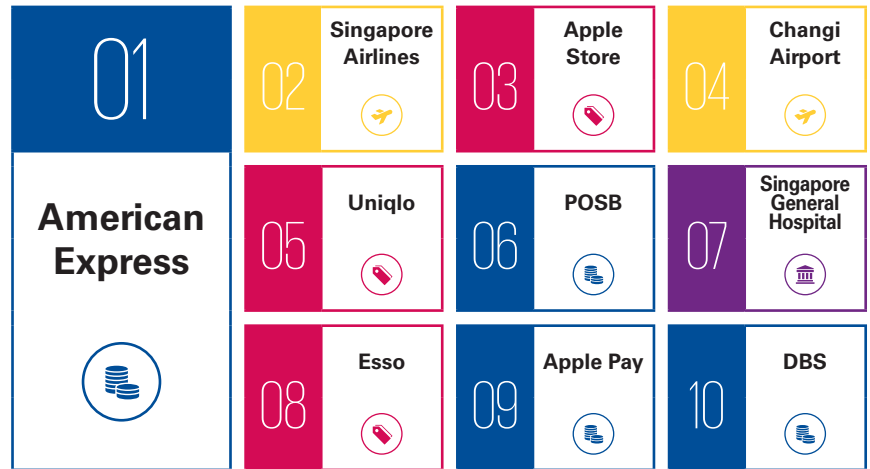 01
American
Express
02
Singapore
Airlines
03
Apple
Store
04
Changi
Airport
05
Uniqlo
06
POSB
07
Singapore
General
Hospital
08
Esso
09
Apple Pay
10
DBS